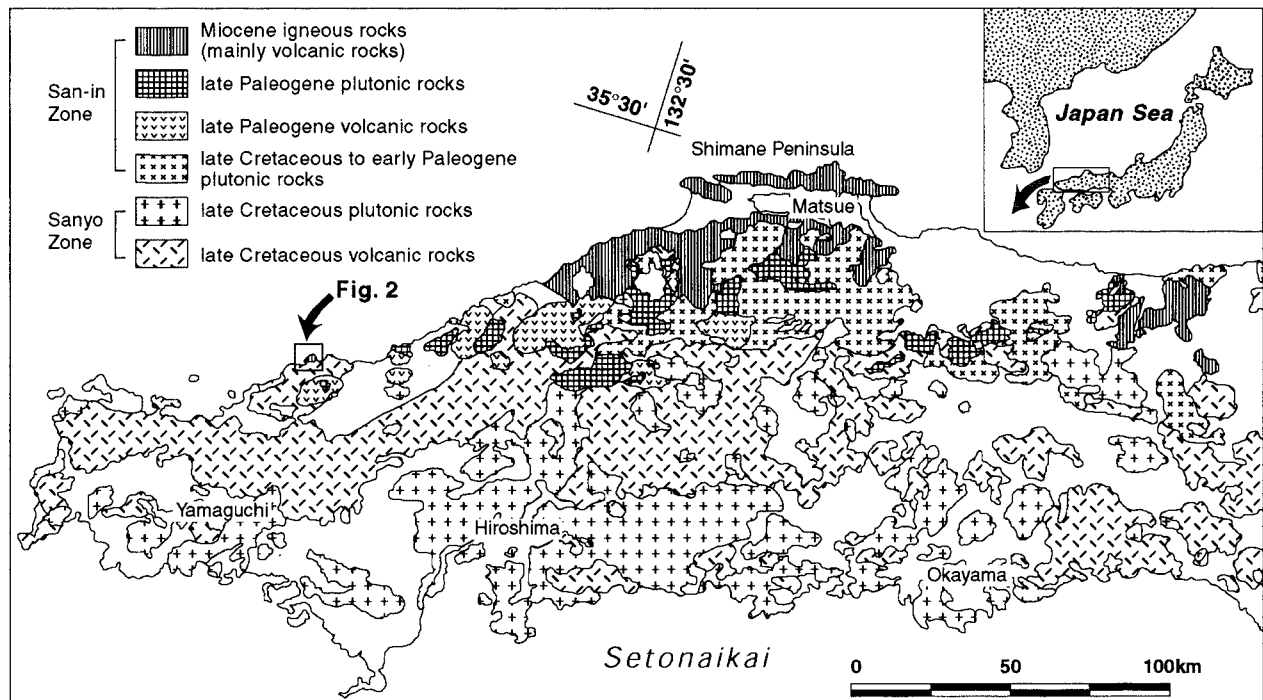 San-in
Zone
Miocene igneous rocks
(mainly volcanic rocks)
late Paleogene plutonic rocks
late Paleogene volcanic rocks
late Cretaceous to early Paleogene
plutonic rocks
Sanyo
Zone
late Cretaceous plutonic rocks
late Cretaceous volcanic rocks
35°30'
132°30'
Japan Sea
Shimane Peninsula
Matsue
Fig. 2
Yamaguchi
Hiroshima
Okayama
Setonaikai
0 50 100km